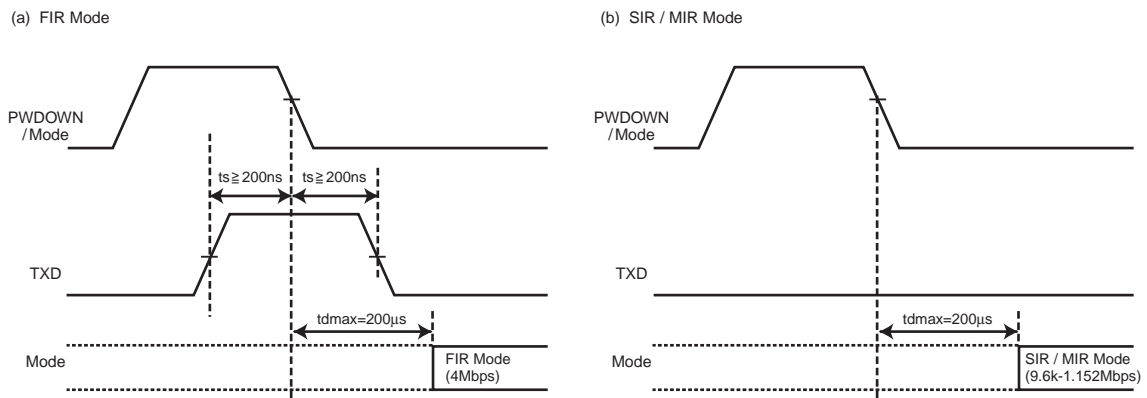 (a) FIR Mode
PWDOWN
/Mode
ts≧200ns ts≧200ns
TXD
tdmax=200μs
Mode
FIR Mode
(4Mbps)
(b) SIR / MIR Mode
PWDOWN
/Mode
TXD
tdmax=200μs
Mode
SIR / MIR Mode
(9.6k-1.152Mbps)